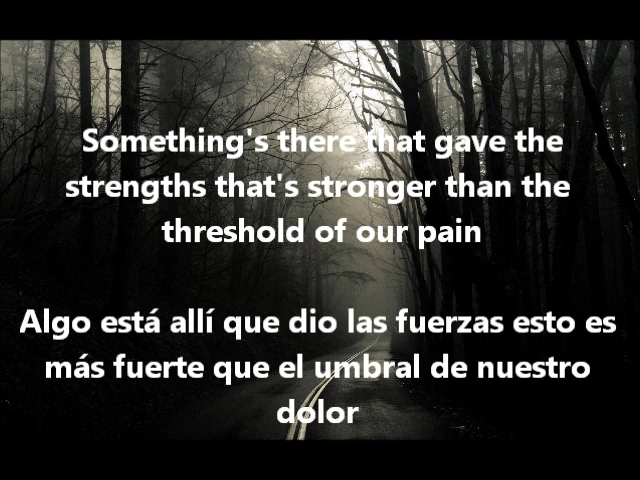 Something's there that gave the
strengths that's stronger than the
threshold of our pain
Algo está allí que dio las fuerzas esto es
más fuerte que el umbral de nuestro
dolor